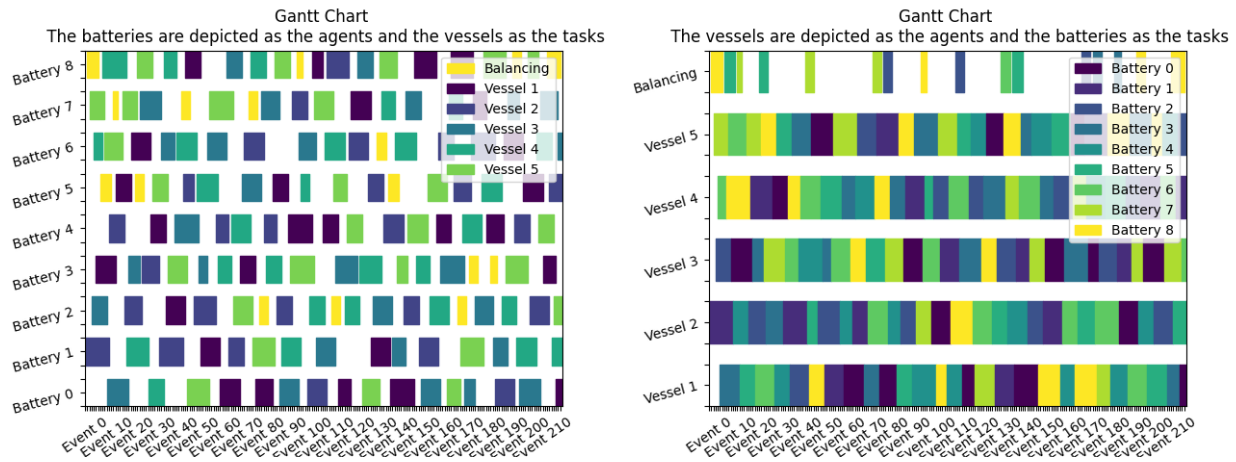 Gantt Chart
The batteries are depicted as the agents and the vessels as the tasks
Battery 8
Battery 7
Battery 6
Battery 5
Battery 4
Battery 3
Battery 2
Battery 1
Battery 0
Balancing
Vessel 1
Vessel 2
Vessel 3
Vessel 4
Vessel 5
Event 0
Event 10
Event 20
Event 30
Event 40
Event 50
Event 60
Event 70
Event 80
Event 90
Event 100
Event 110
Event 120
Event 130
Event 140
Event 150
Event 160
Event 170
Event 180
Event 190
Event 200
Event 210
Gantt Chart
The vessels are depicted as the agents and the batteries as the tasks
Balancing
Vessel 5
Vessel 4
Vessel 3
Vessel 2
Vessel 1
Battery 0
Battery 1
Battery 2
Battery 3
Battery 4
Battery 5
Battery 6
Battery 7
Battery 8
Event 0
Event 10
Event 20
Event 30
Event 40
Event 50
Event 60
Event 70
Event 80
Event 90
Event 100
Event 110
Event 120
Event 130
Event 140
Event 150
Event 160
Event 170
Event 180
Event 190
Event 200
Event 210